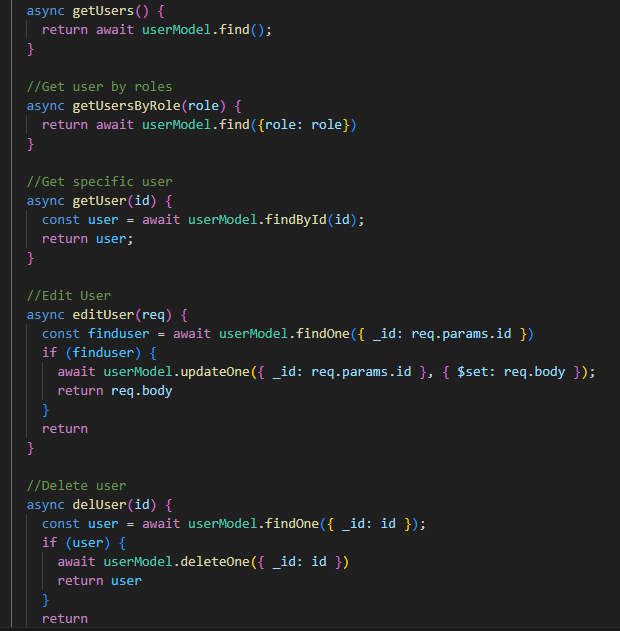 async getUsers() {
  return await userModel.find();
}

//Get user by roles
async getUsersByRole(role) {
  return await userModel.find({role: role})
}

//Get specific user
async getUser(id) {
  const user = await userModel.findById(id);
  return user;
}

//Edit User
async editUser(req) {
  const finduser = await userModel.findOne({ _id: req.params.id })
  if (finduser) {
    await userModel.updateOne({ _id: req.params.id }, { $set: req.body });
    return req.body
  }
  return
}

//Delete user
async delUser(id) {
  const user = await userModel.findOne({ _id: id });
  if (user) {
    await userModel.deleteOne({ _id: id })
    return user
  }
  return